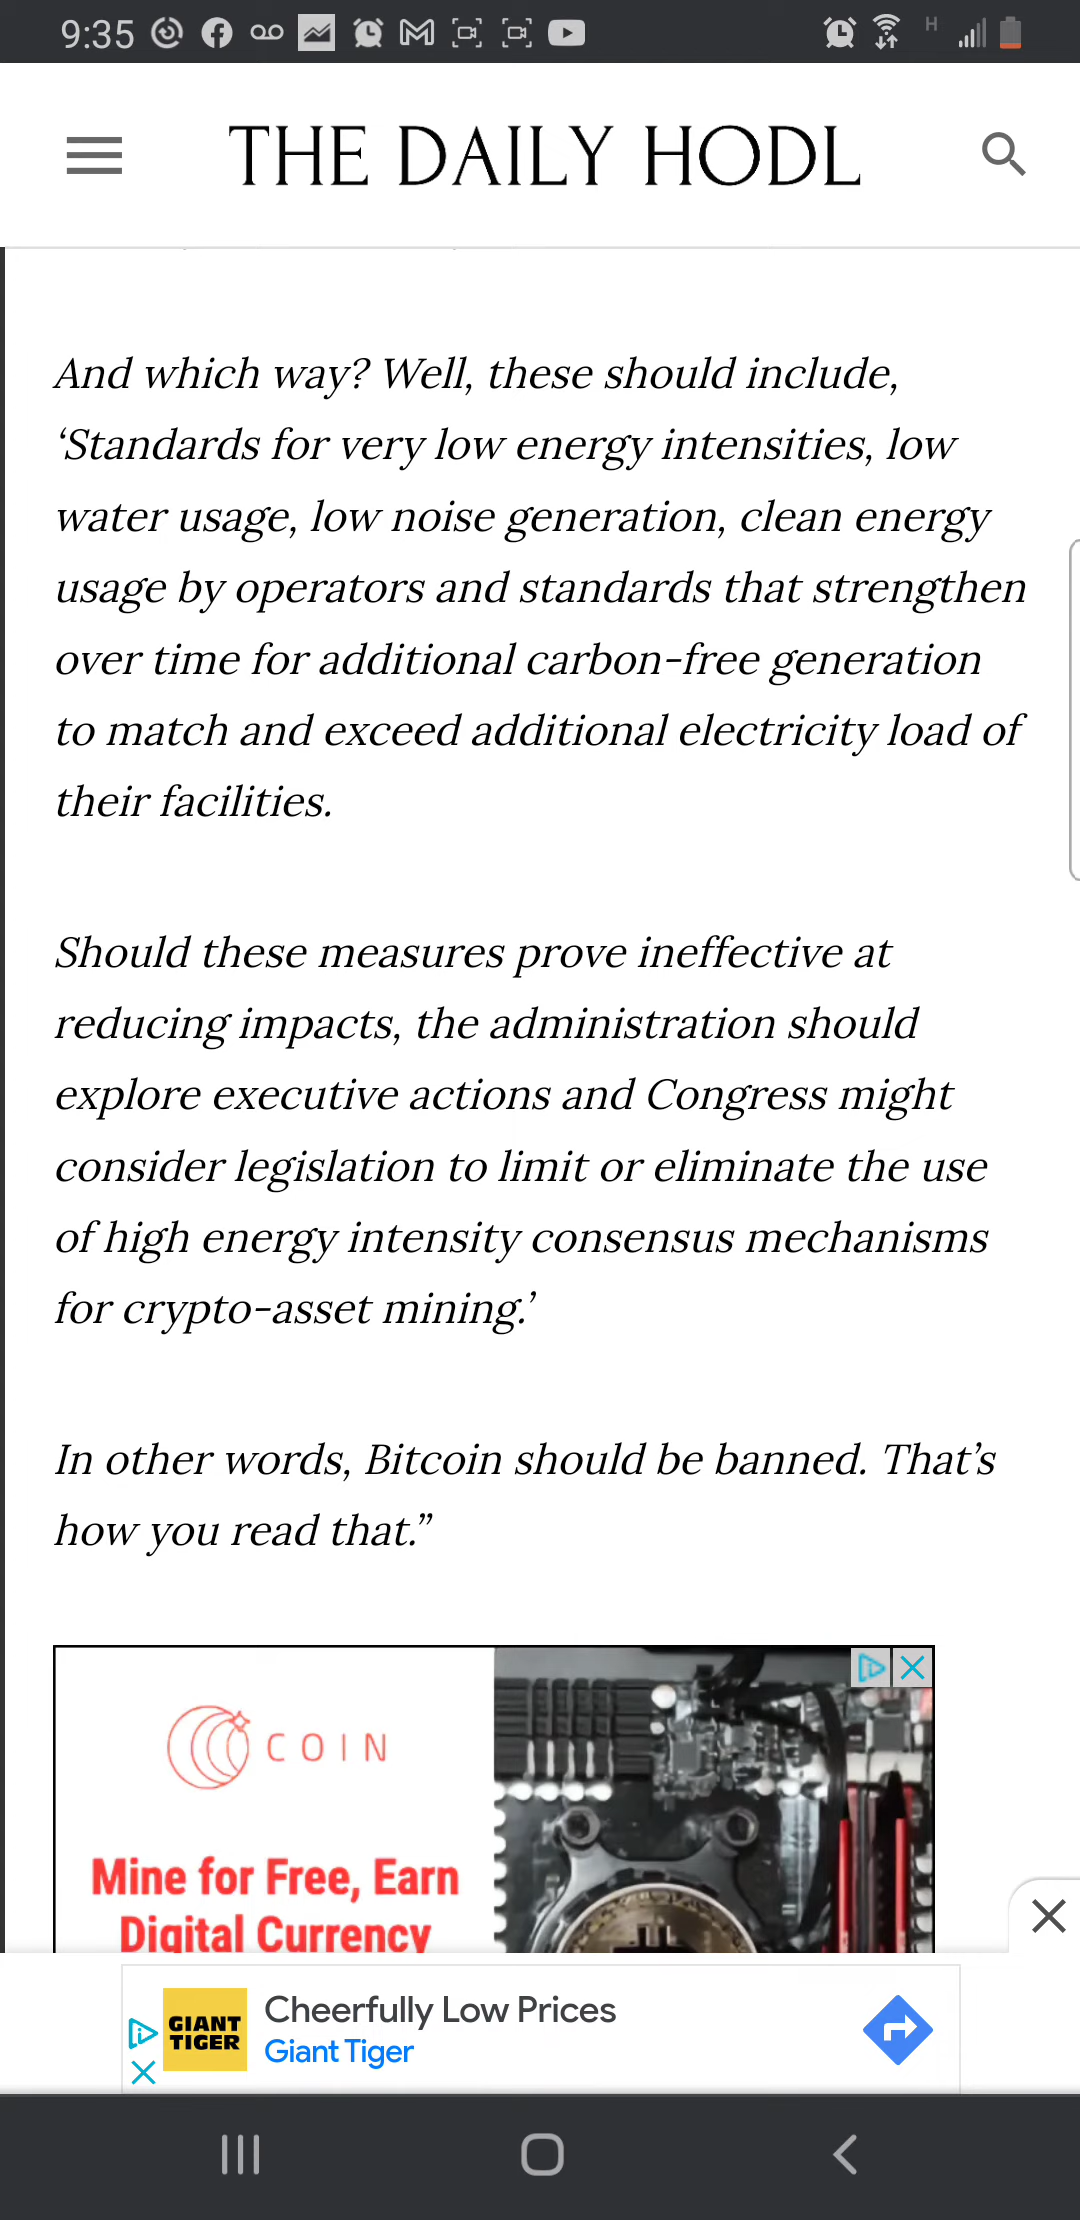 9:35
H
THE DAILY HODL
And which way? Well, these should include,
‘Standards for very low energy intensities, low
water usage, low noise generation, clean energy
usage by operators and standards that strengthen
over time for additional carbon-free generation
to match and exceed additional electricity load of
their facilities.
Should these measures prove ineffective at
reducing impacts, the administration should
explore executive actions and Congress might
consider legislation to limit or eliminate the use
of high energy intensity consensus mechanisms
for crypto-asset mining.’
In other words, Bitcoin should be banned. That’s
how you read that.”
COIN
Mine for Free, Earn
Digital Currency
GIANT
TIGER
Cheerfully Low Prices
Giant Tiger